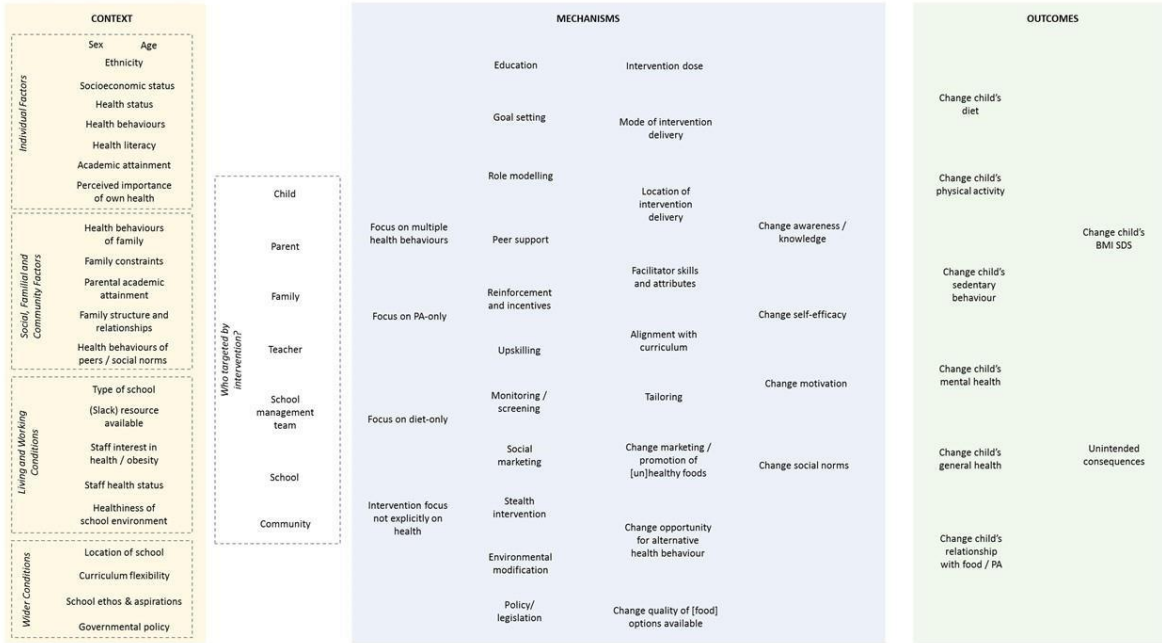 CONTEXT
Individual Factors
Sex Age
Ethnicity
Socioeconomic status
Health status
Health behaviours
Health literacy
Academic attainment
Perceived importance
of own health
Social, Familial and
Community Factors
Health behaviours
of family
Family constraints
Parental academic
attainment
Family structure and
relationships
Health behaviours of
peers / social norms
Living and Working
Conditions
Type of school
(Slack) resource
available
Staff interest in
health / obesity
Staff health status
Healthiness of
school environment
Wider Conditions
Location of school
Curriculum flexibility
School ethos & aspirations
Governmental policy
Who targeted by
intervention?
Child
Parent
Family
Teacher
School
management
team
School
Community
MECHANISMS
Focus on multiple
health behaviours
Focus on PA-only
Focus on diet-only
Intervention focus
not explicitly on
health
Education
Goal setting
Role modelling
Peer support
Reinforcement
and incentives
Upskilling
Monitoring /
screening
Social
marketing
Stealth
intervention
Environmental
modification
Policy/
legislation
Intervention dose
Mode of intervention
delivery
Location of
intervention
delivery
Facilitator skills
and attributes
Alignment with
curriculum
Tailoring
Change marketing /
promotion of
[un]healthy foods
Change opportunity
for alternative
health behaviour
Change quality of [food]
options available
Change awareness /
knowledge
Change self-efficacy
Change motivation
Change social norms
OUTCOMES
Change child's
diet
Change child's
physical activity
Change child's
sedentary
behaviour
Change child's
mental health
Change child's
general health
Change child's
relationship
with food / PA
Change child's
BMI SDS
Unintended
consequences